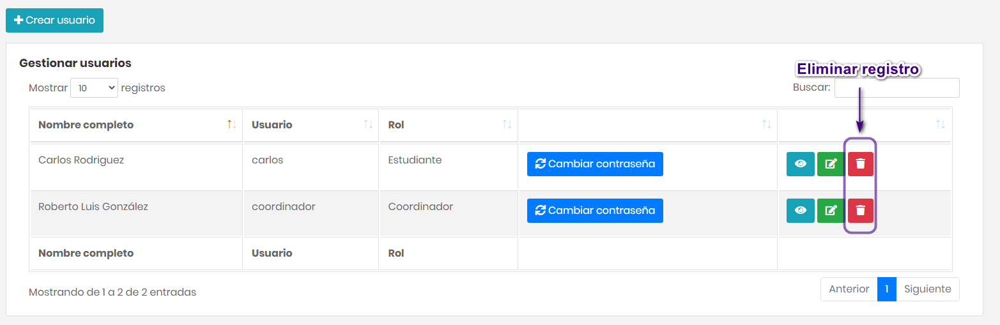 Crear usuario
Gestionar usuarios
Eliminar registro
Mostrar 10 registros
Buscar:
Nombre completo Usuario Rol
Carlos Rodriguez carlos Estudiante Cambiar contraseña
Roberto Luis González coordinador Coordinador Cambiar contraseña
Nombre completo Usuario Rol
Mostrando de 1 a 2 de 2 entradas
Anterior 1 Siguiente